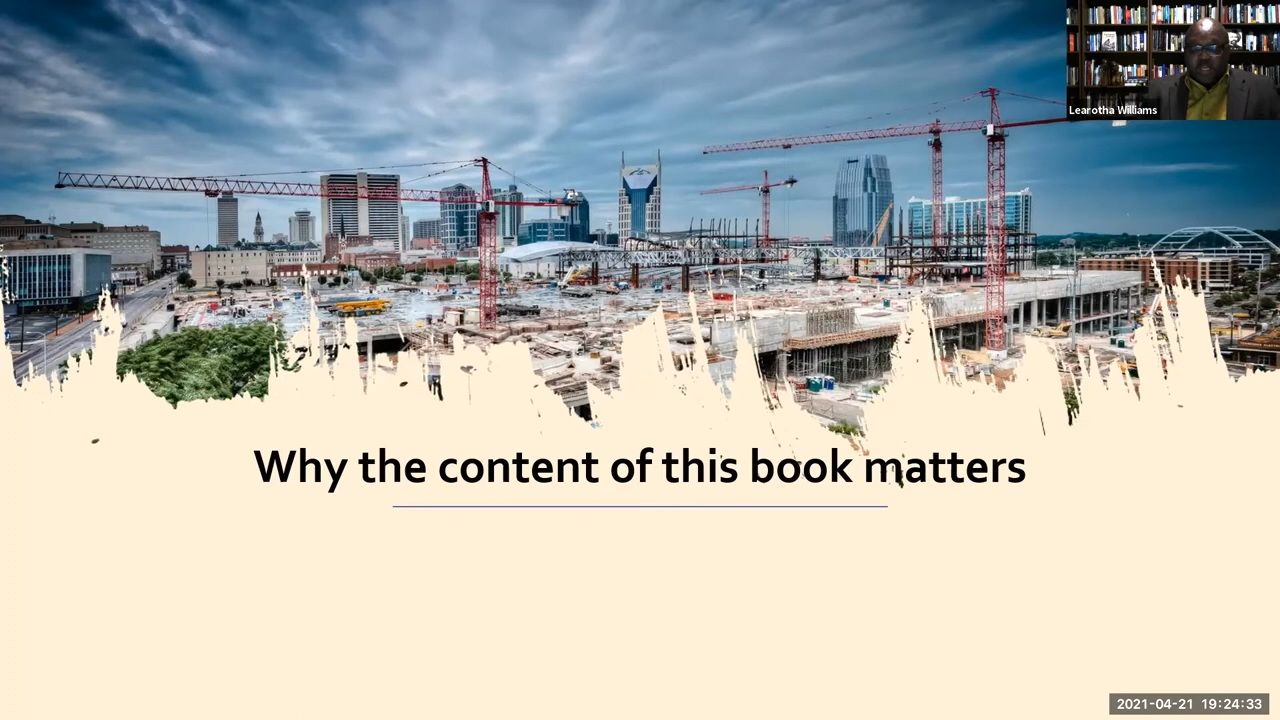 Learotha Williams
Why the content of this book matters
2021-04-21 19:24:33